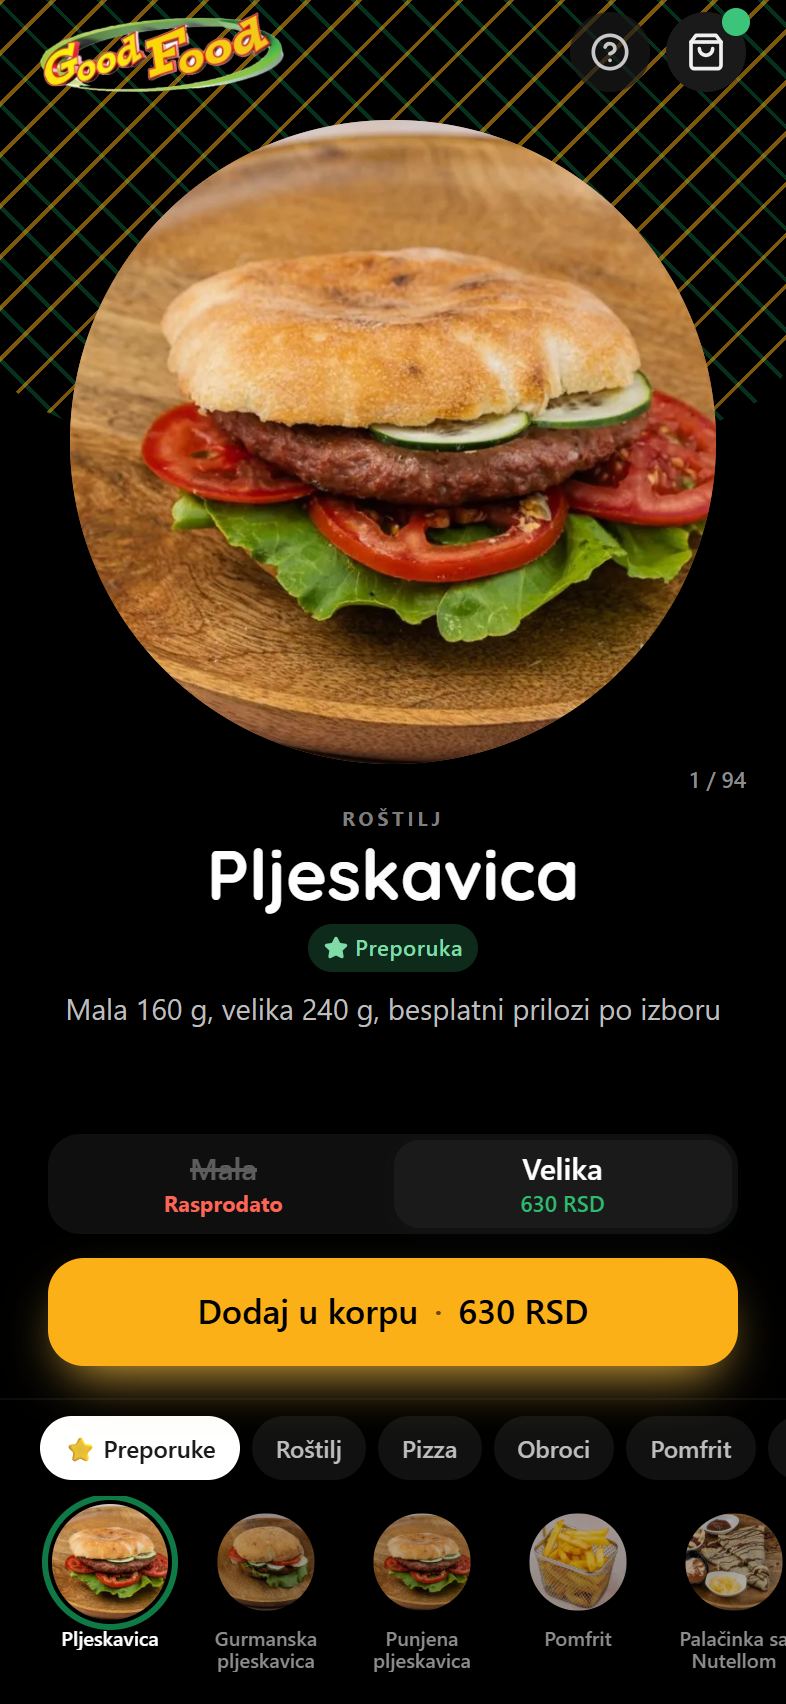 Good Food
1 / 94
ROŠTILJ
Pljeskavica
Preporuka
Mala 160 g, velika 240 g, besplatni prilozi po izboru
Mala
Rasprodato
Velika
630 RSD
Dodaj u korpu · 630 RSD
Preporuke
Roštilj
Pizza
Obroci
Pomfrit
Pljeskavica
Gurmanska
pljeskavica
Punjena
pljeskavica
Pomfrit
Palačinka sa
Nutellom